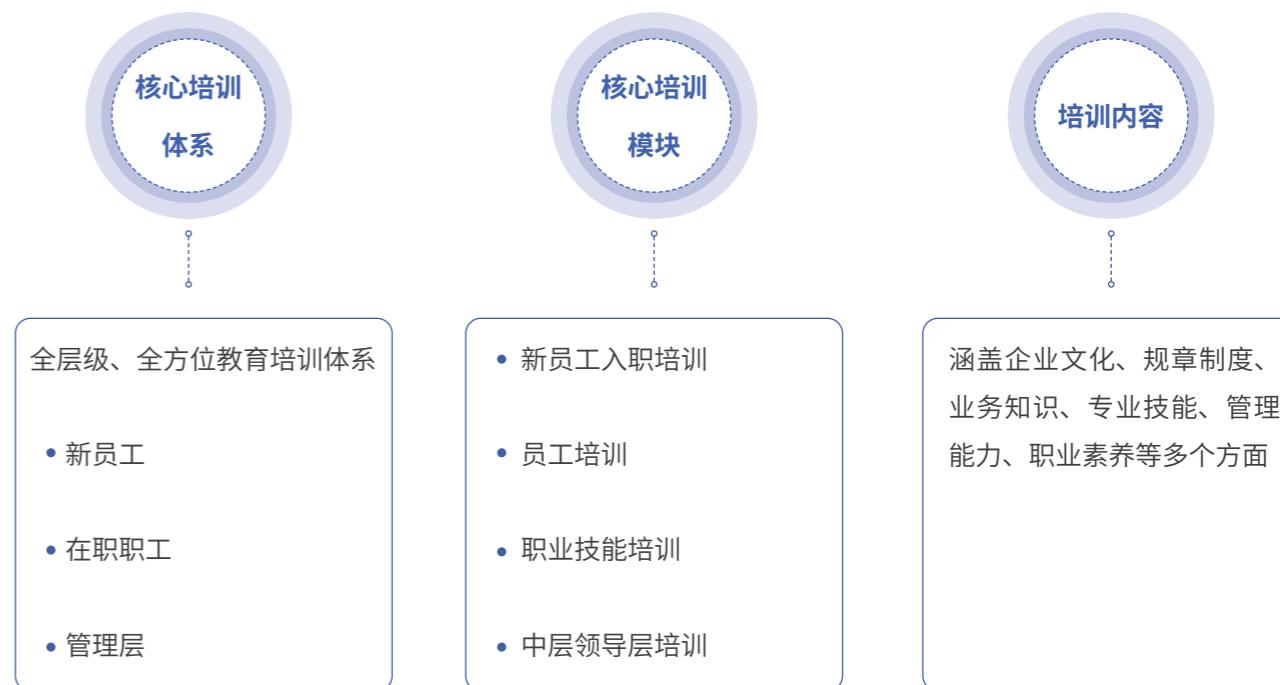 核心培训
体系
核心培训
模块
培训内容
全层级、全方位教育培训体系
新员工
在职职工
管理层
新员工入职培训
员工培训
职业技能培训
中层领导层培训
涵盖企业文化、规章制度、
业务知识、专业技能、管理
能力、职业素养等多个方面